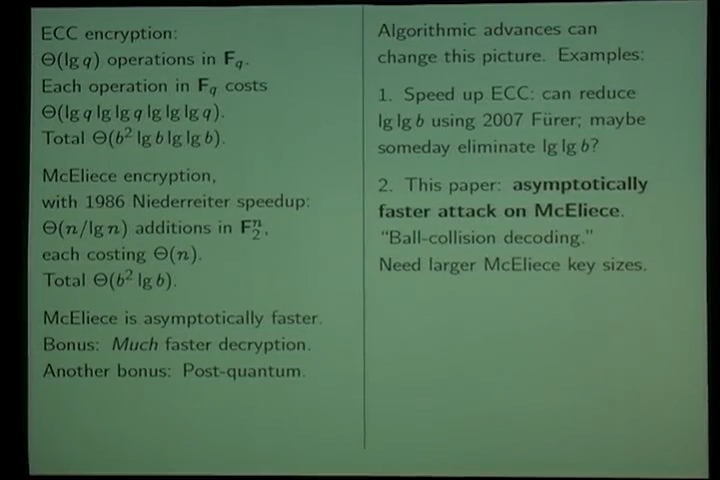 ECC encryption:
Θ(lg q) operations in F_q.
Each operation in F_q costs
Θ(lg q lg lg q lg lg lg q).
Total Θ(b² lg b lg lg b).
McEliece encryption,
with 1986 Niederreiter speedup:
Θ(n/lg n) additions in F₂ⁿ,
each costing Θ(n).
Total Θ(b² lg b).
McEliece is asymptotically faster.
Bonus: Much faster decryption.
Another bonus: Post-quantum.
Algorithmic advances can
change this picture. Examples:
1. Speed up ECC: can reduce
lg lg b using 2007 Fürer; maybe
someday eliminate lg lg b?
2. This paper: asymptotically
faster attack on McEliece.
“Ball-collision decoding.”
Need larger McEliece key sizes.